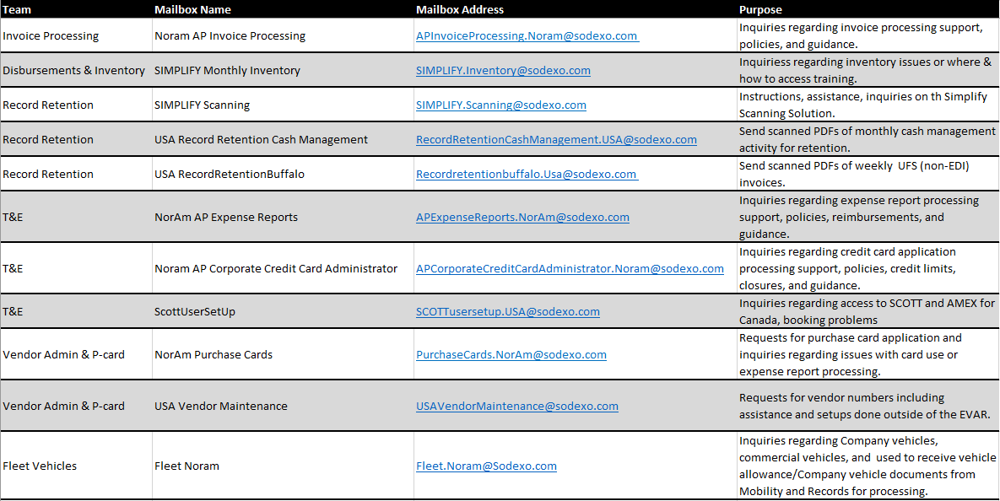 Team Mailbox Name Mailbox Address Purpose
Invoice Processing Noram AP Invoice Processing APInvoiceProcessing.Noram@sodexo.com Inquiries regarding invoice processing support,
policies, and guidance.
Disbursements & Inventory SIMPLIFY Monthly Inventory SIMPLIFY.Inventory@sodexo.com Inquiriess regarding inventory issues or where &
how to access training.
Record Retention SIMPLIFY Scanning SIMPLIFY.Scanning@sodexo.com Instructions, assistance, inquiries on th Simplify
Scanning Solution.
Record Retention USA Record Retention Cash Management RecordRetentionCashManagement.USA@sodexo.com Send scanned PDFs of monthly cash management
activity for retention.
Record Retention USA RecordRetentionBuffalo Recordretentionbuffalo.Usa@sodexo.com Send scanned PDFs of weekly UFS (non-EDI)
invoices.
T&E NorAm AP Expense Reports APExpenseReports.NorAm@sodexo.com Inquiries regarding expense report processing
support, policies, reimbursements, and
guidance.
T&E Noram AP Corporate Credit Card Administrator APCorporateCreditCardAdministrator.Noram@sodexo.com Inquiries regarding credit card application
processing support, policies, credit limits,
closures, and guidance.
T&E ScottUserSetUp SCOTTusersetup.USA@sodexo.com Inquiries regarding access to SCOTT and AMEX for
Canada, booking problems
Vendor Admin & P-card NorAm Purchase Cards PurchaseCards.NorAm@sodexo.com Requests for purchase card application and
inquiries regarding issues with card use or
expense report processing.
Vendor Admin & P-card USA Vendor Maintenance USAVendorMaintenance@sodexo.com Requests for vendor numbers including
assistance and setups done outside of the EVAR.
Fleet Vehicles Fleet Noram Fleet.Noram@Sodexo.com Inquiries regarding Company vehicles,
commercial vehicles, and used to receive vehicle
allowance/Company vehicle documents from
Mobility and Records for processing.